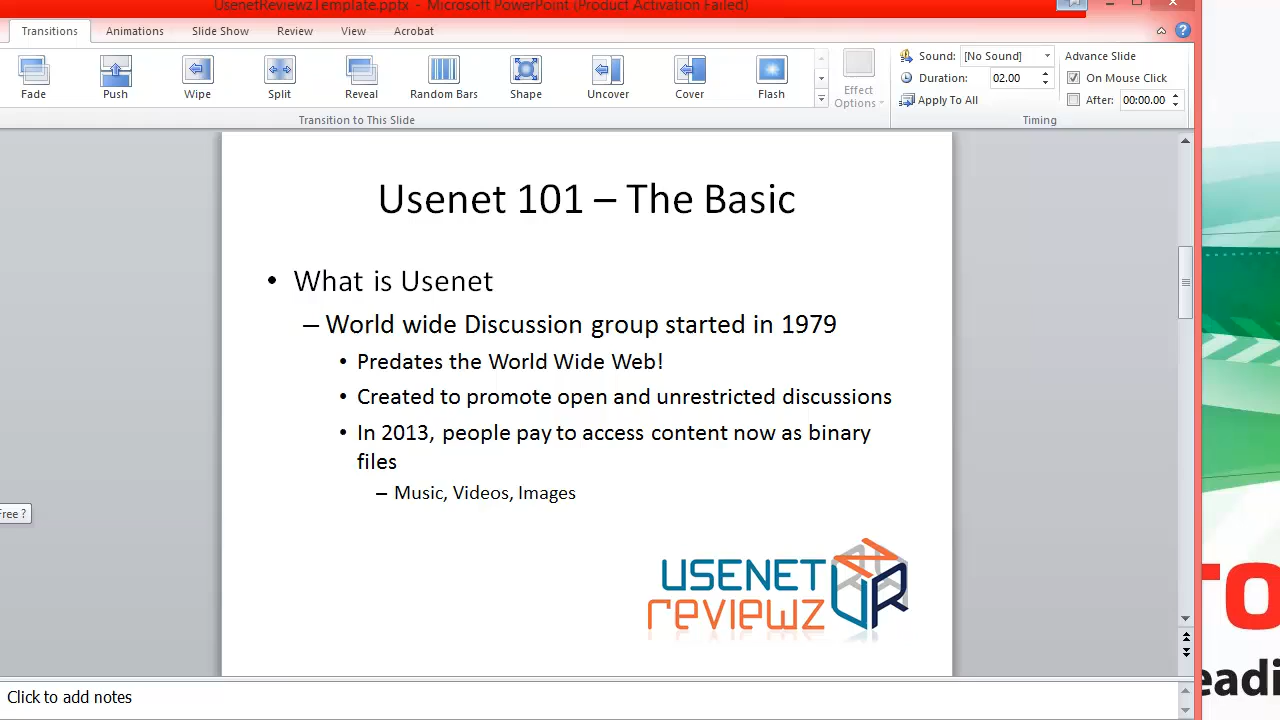 UsenetReviewzTemplate.pptx - Microsoft PowerPoint (Product Activation Failed)
Transitions Animations Slide Show Review View Acrobat
Fade Push Wipe Split Reveal Random Bars Shape Uncover Cover Flash
Effect Options
Sound: [No Sound]
Duration: 02.00
Apply To All
Advance Slide
On Mouse Click
After: 00:00.00
Transition to This Slide
Timing
Usenet 101 – The Basic
• What is Usenet
– World wide Discussion group started in 1979
• Predates the World Wide Web!
• Created to promote open and unrestricted discussions
• In 2013, people pay to access content now as binary
files
– Music, Videos, Images
Free ?
USENET
reviewz
Click to add notes
TO
eadi